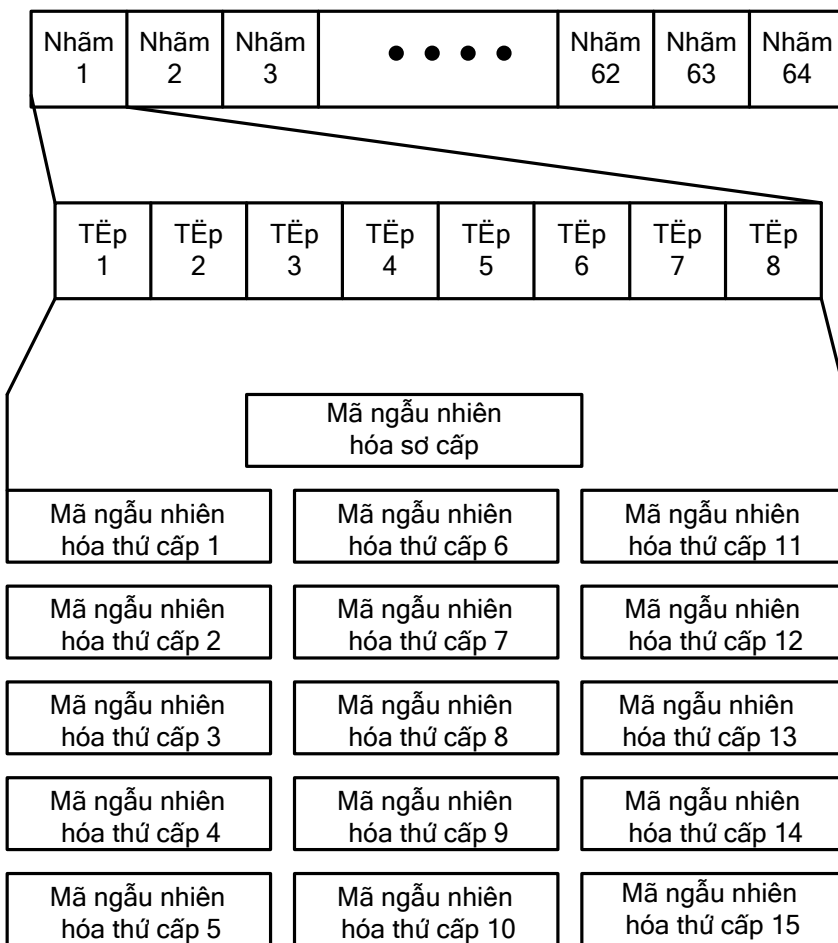 Nhãm 1
Nhãm 2
Nhãm 3
Nhãm 62
Nhãm 63
Nhãm 64
TËp 1
TËp 2
TËp 3
TËp 4
TËp 5
TËp 6
TËp 7
TËp 8
Mã ngẫu nhiên
hóa sơ cấp
Mã ngẫu nhiên
hóa thứ cấp 1
Mã ngẫu nhiên
hóa thứ cấp 6
Mã ngẫu nhiên
hóa thứ cấp 11
Mã ngẫu nhiên
hóa thứ cấp 2
Mã ngẫu nhiên
hóa thứ cấp 7
Mã ngẫu nhiên
hóa thứ cấp 12
Mã ngẫu nhiên
hóa thứ cấp 3
Mã ngẫu nhiên
hóa thứ cấp 8
Mã ngẫu nhiên
hóa thứ cấp 13
Mã ngẫu nhiên
hóa thứ cấp 4
Mã ngẫu nhiên
hóa thứ cấp 9
Mã ngẫu nhiên
hóa thứ cấp 14
Mã ngẫu nhiên
hóa thứ cấp 5
Mã ngẫu nhiên
hóa thứ cấp 10
Mã ngẫu nhiên
hóa thứ cấp 15